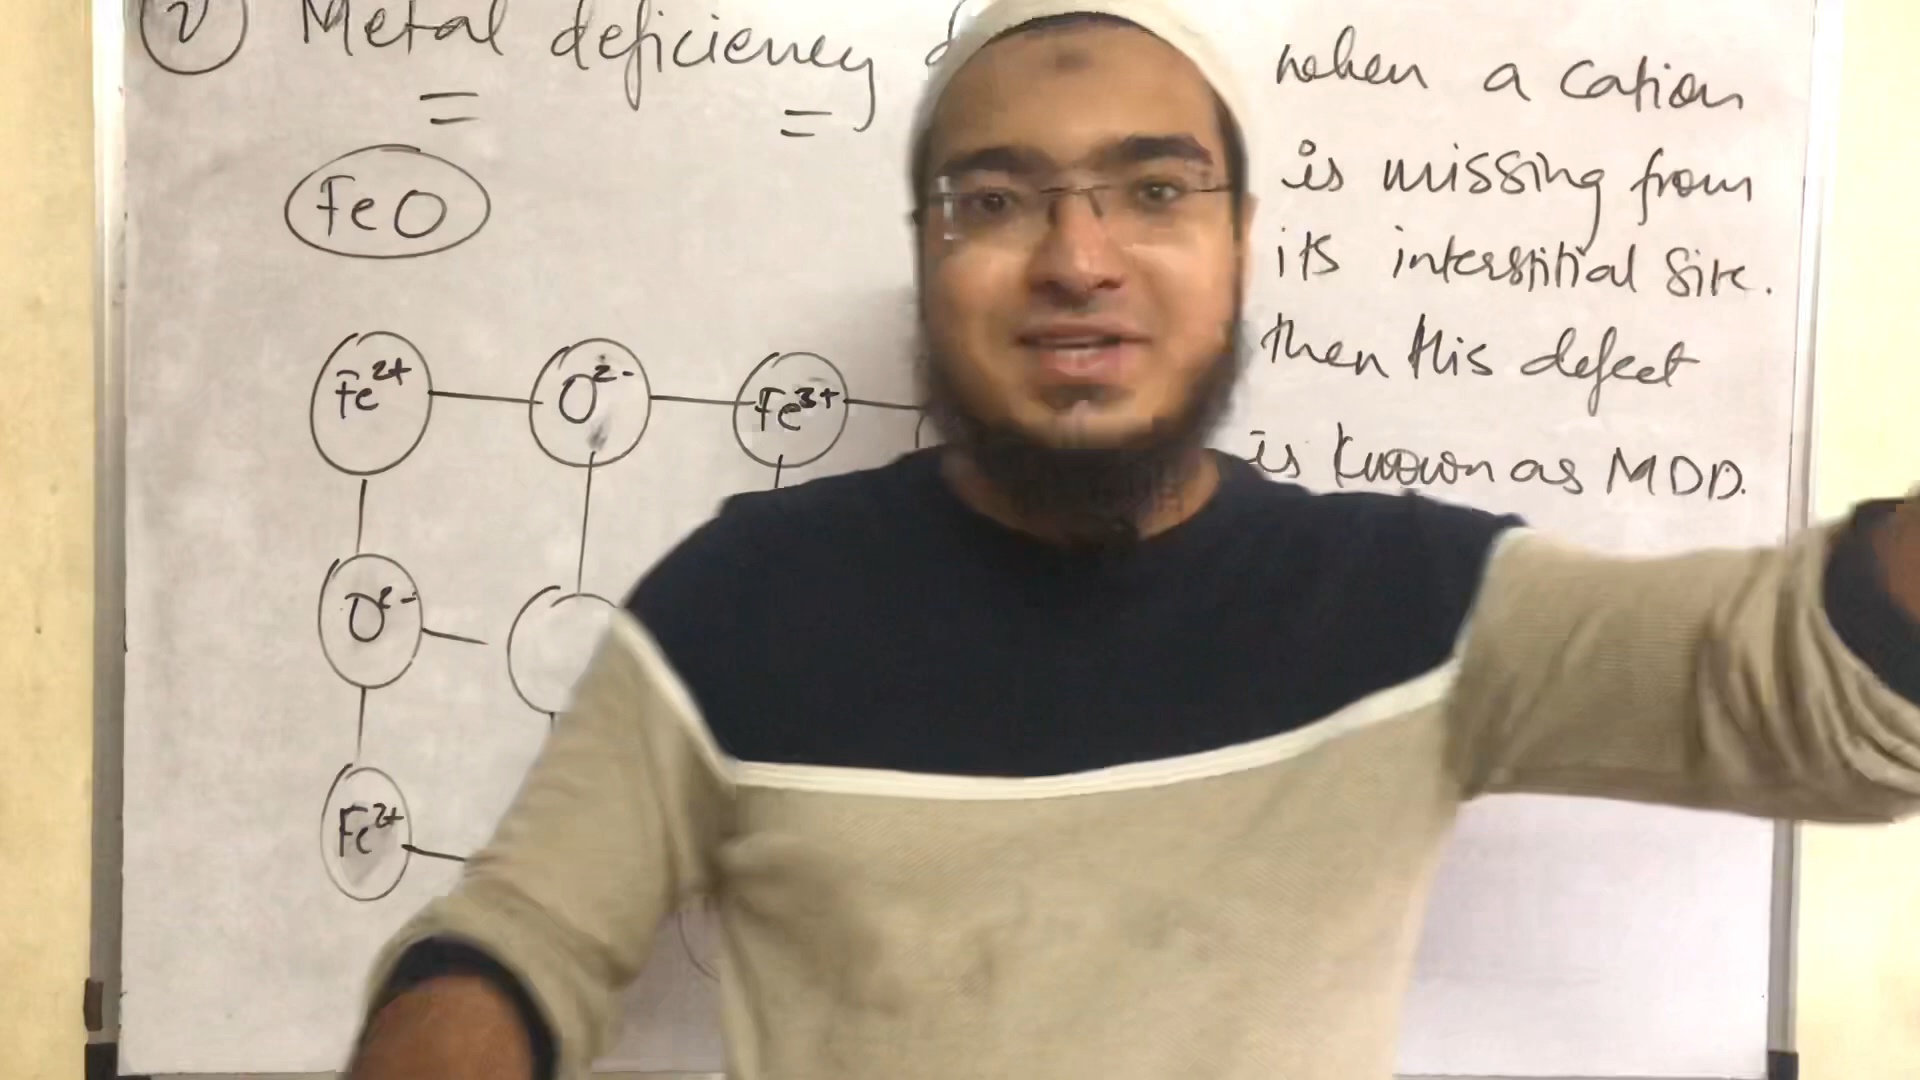 (v) Metal deficiency
FeO
Fe2+ O2- Fe3+
O2-
Fe2+
when a cation
is missing from
its interstitial site.
then this defect
is known as MDD.